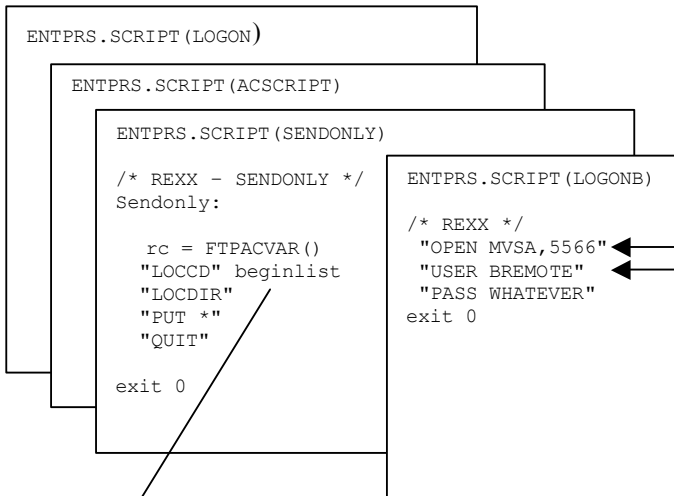 ENTPRS.SCRIPT(LOGON)
ENTPRS.SCRIPT(ACSCRIPT)
ENTPRS.SCRIPT(SENDONLY)
/* REXX – SENDONLY */
Sendonly:
rc = FTPACVAR()
"LOCCD" beginlist
"LOCDIR"
"PUT *"
"QUIT"
exit 0
ENTPRS.SCRIPT(LOGONB)
/* REXX */
"OPEN MVSA,5566"
"USER BREMOTE"
"PASS WHATEVER"
exit 0